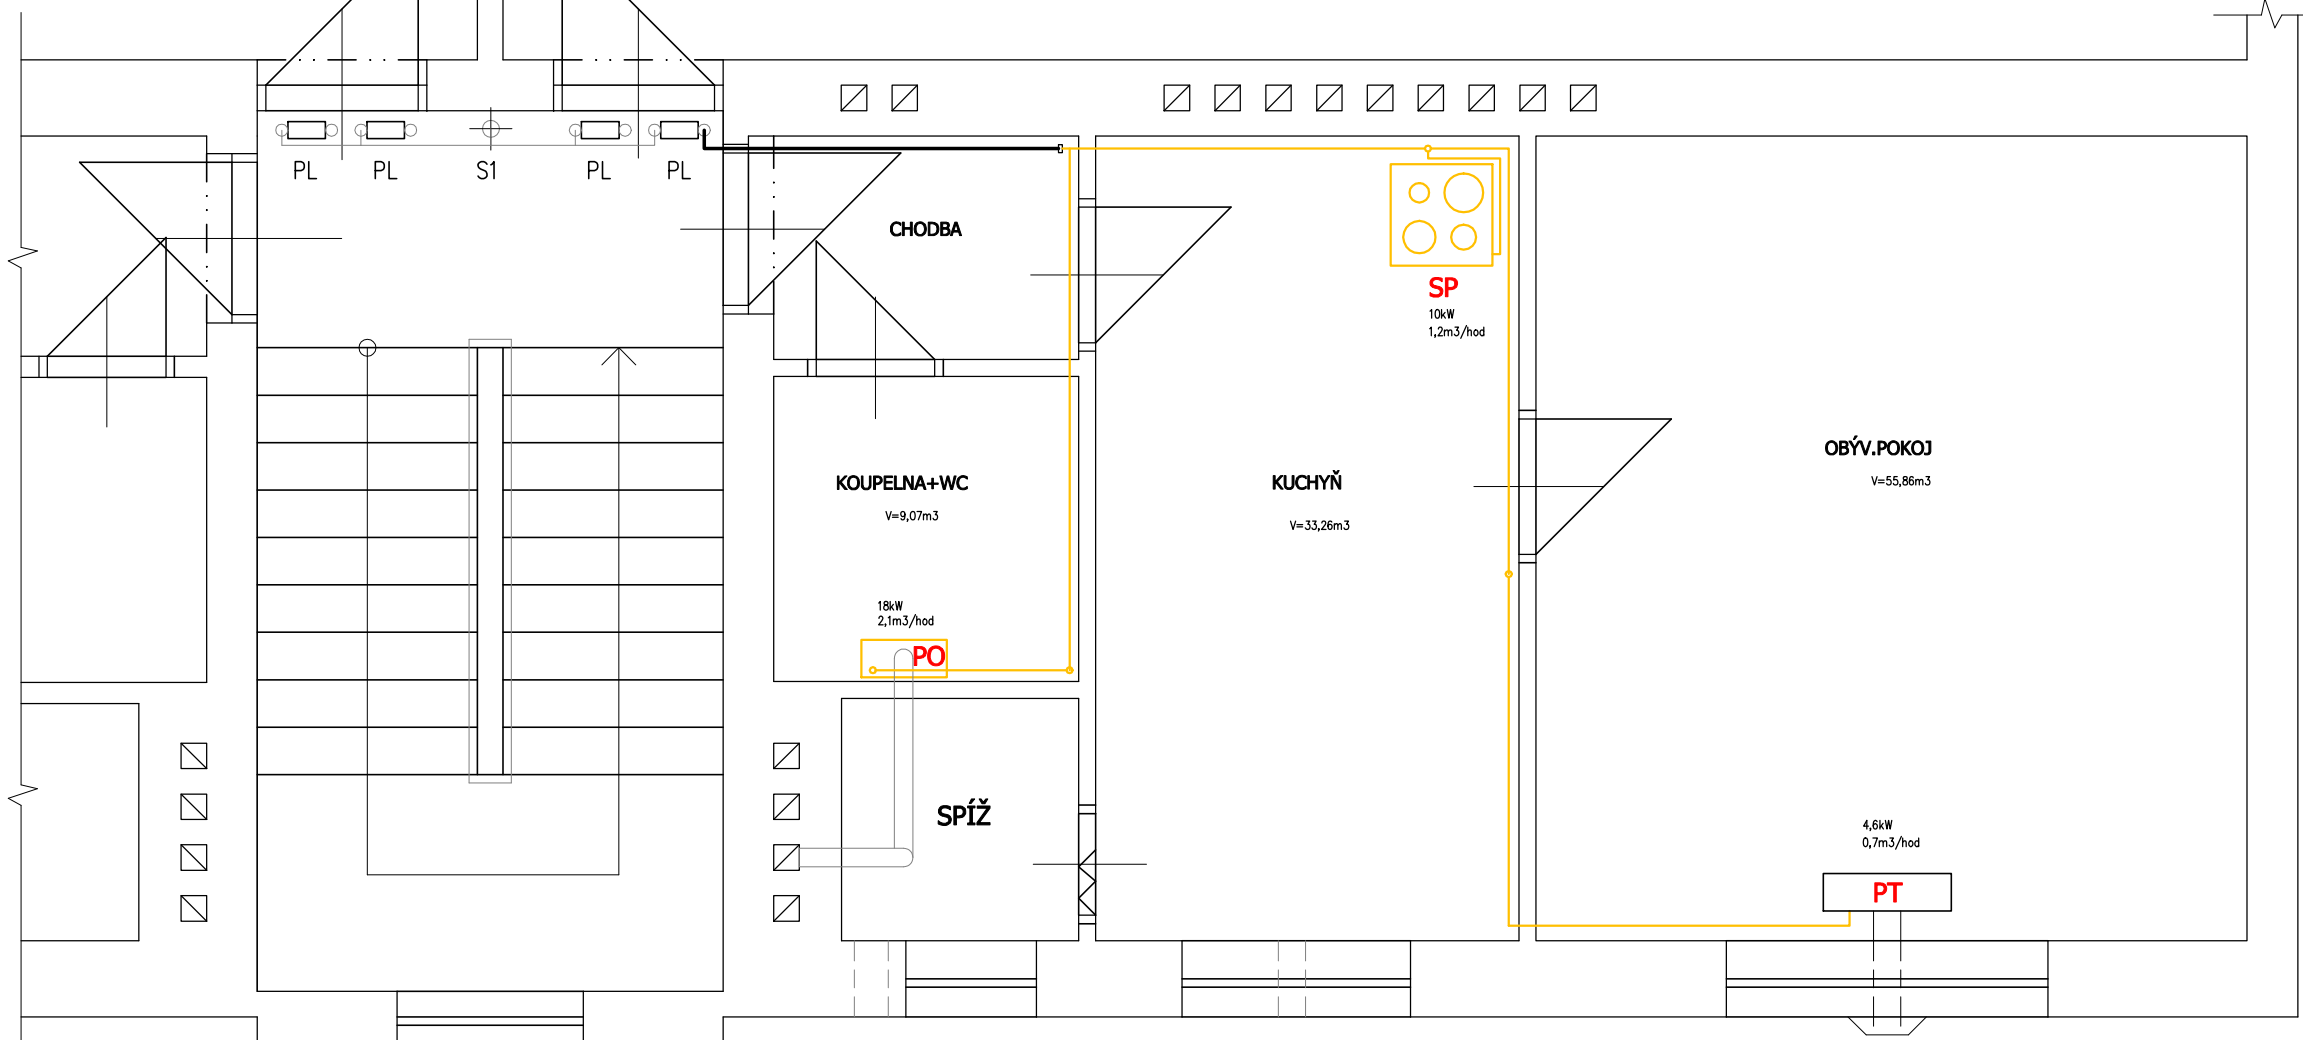 PL
PL
S1
PL
PL
CHODBA
SP
10kW
1,2m3/hod
OBÝV.POKOJ
V=55,86m3
KOUPELNA+WC
V=9,07m3
KUCHYŇ
V=33,26m3
18kW
2,1m3/hod
PO
SPÍŽ
4,6kW
0,7m3/hod
PT